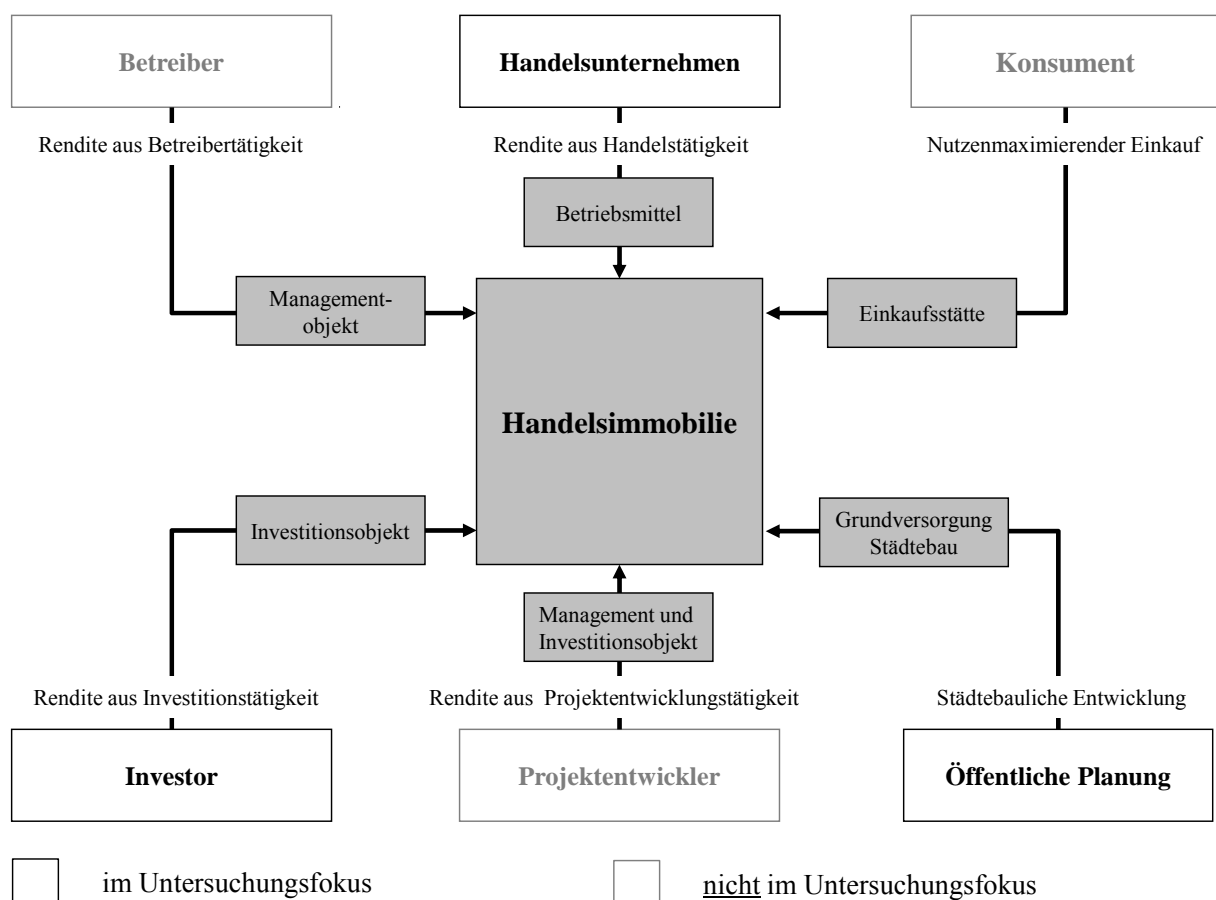 Betreiber
Handelsunternehmen
Konsument
Rendite aus Betreibertätigkeit
Rendite aus Handelstätigkeit
Nutzenmaximierender Einkauf
Betriebsmittel
Management-
objekt
Einkaufsstätte
Handelsimmobilie
Investitionsobjekt
Grundversorgung
Städtebau
Management und
Investitionsobjekt
Rendite aus Investitionstätigkeit
Rendite aus Projektentwicklungstätigkeit
Städtebauliche Entwicklung
Investor
Projektentwickler
Öffentliche Planung
im Untersuchungsfokus
nicht im Untersuchungsfokus